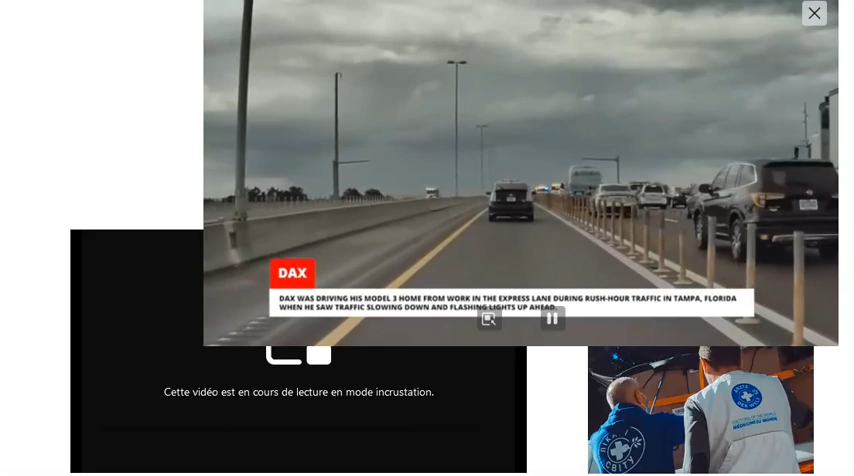 DAX
DAX WAS DRIVING HIS MODEL 3 HOME FROM WORK IN THE EXPRESS LANE DURING RUSH-HOUR TRAFFIC IN TAMPA, FLORIDA
WHEN HE SAW TRAFFIC SLOWING DOWN AND FLASHING LIGHTS UP AHEAD.
Cette vidéo est en cours de lecture en mode incrustation.